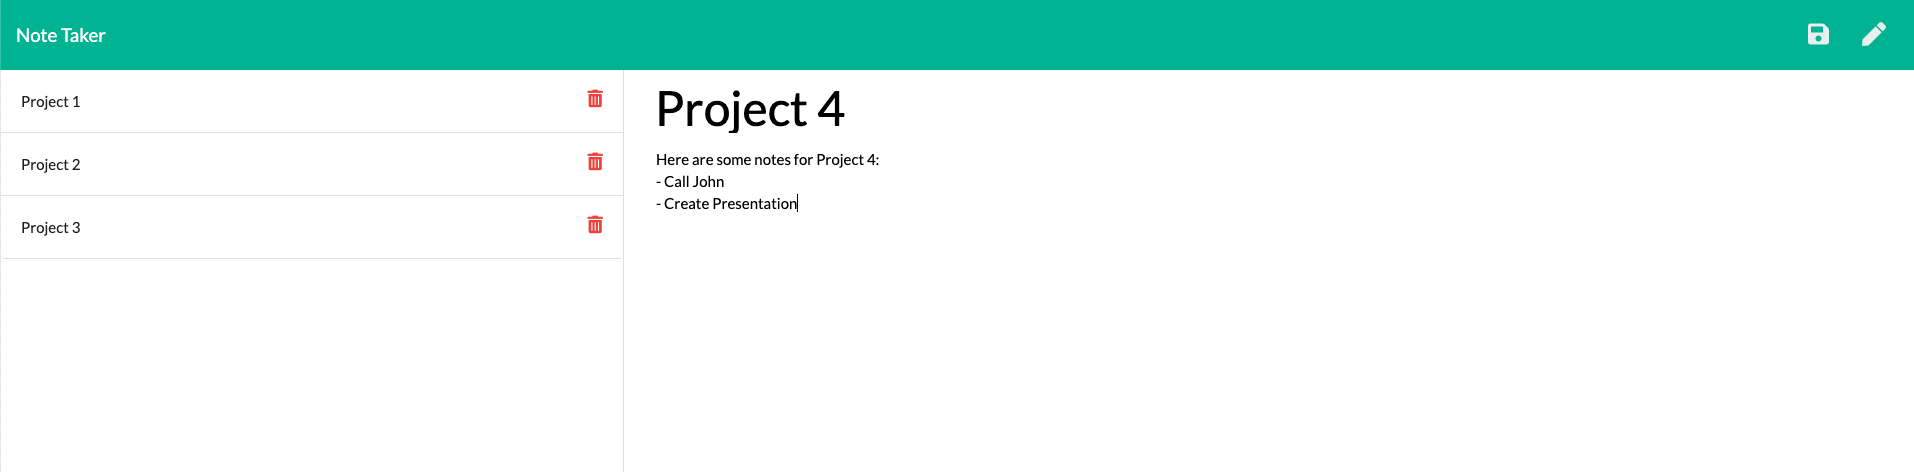 Note Taker
Project 1
Project 2
Project 3
Project 4
Here are some notes for Project 4:
- Call John
- Create Presentation